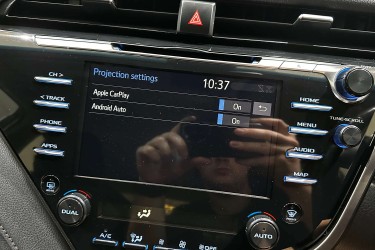 Projection settings
10:37
Apple CarPlay
On
Android Auto
On
CH >
< TRACK
PHONE
APPS
HOME
TUNE•SCROLL
MENU
AUDIO
MAP
DUAL
AUTO
A/C
OFF